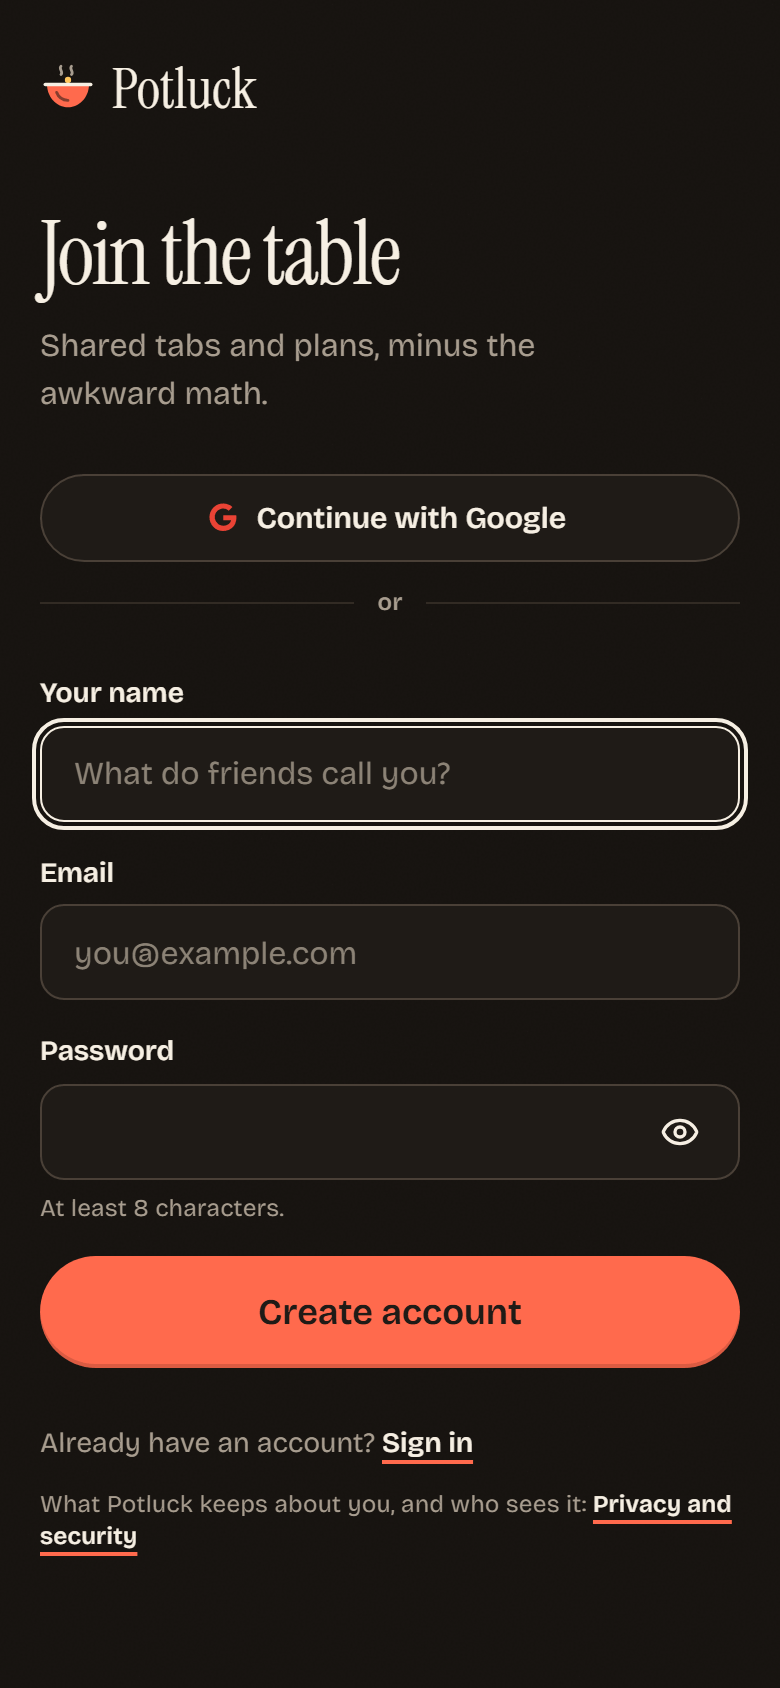 Potluck
Join the table
Shared tabs and plans, minus the
awkward math.
Continue with Google
or
Your name
What do friends call you?
Email
you@example.com
Password
At least 8 characters.
Create account
Already have an account? Sign in
What Potluck keeps about you, and who sees it: Privacy and
security